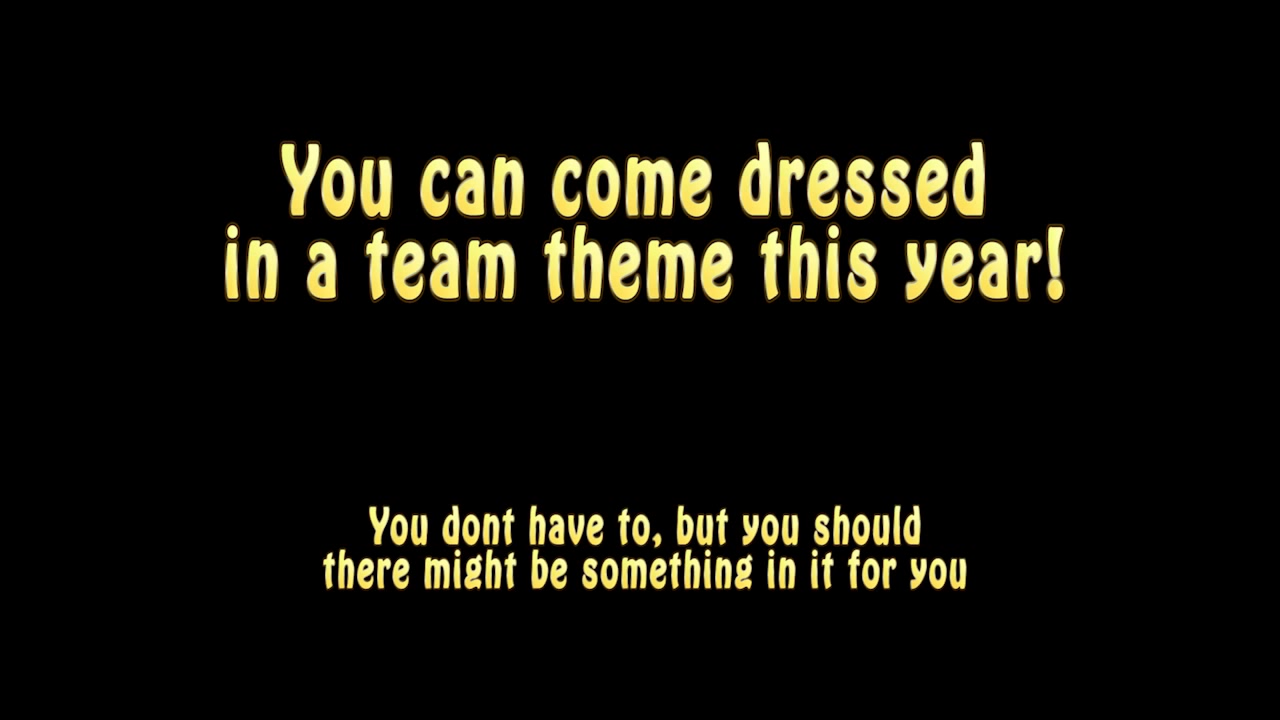 You can come dressed
in a team theme this year!
You dont have to, but you should
there might be something in it for you